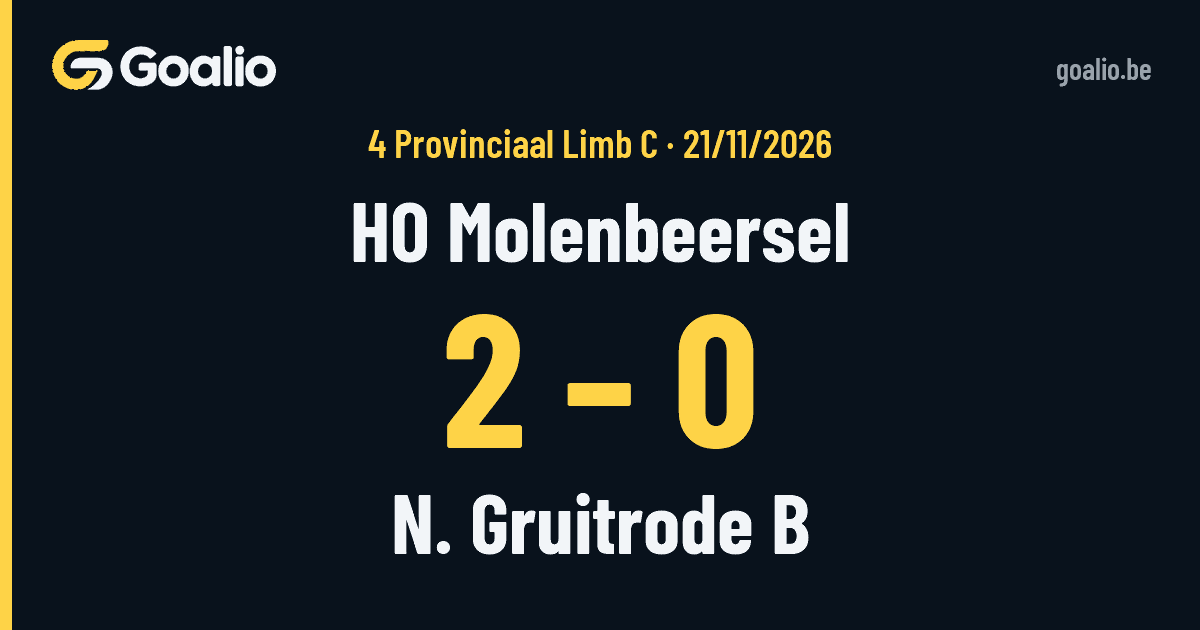 Goalio
goalio.be
4 Provinciaal Limb C · 21/11/2026
HO Molenbeersel
2 – 0
N. Gruitrode B